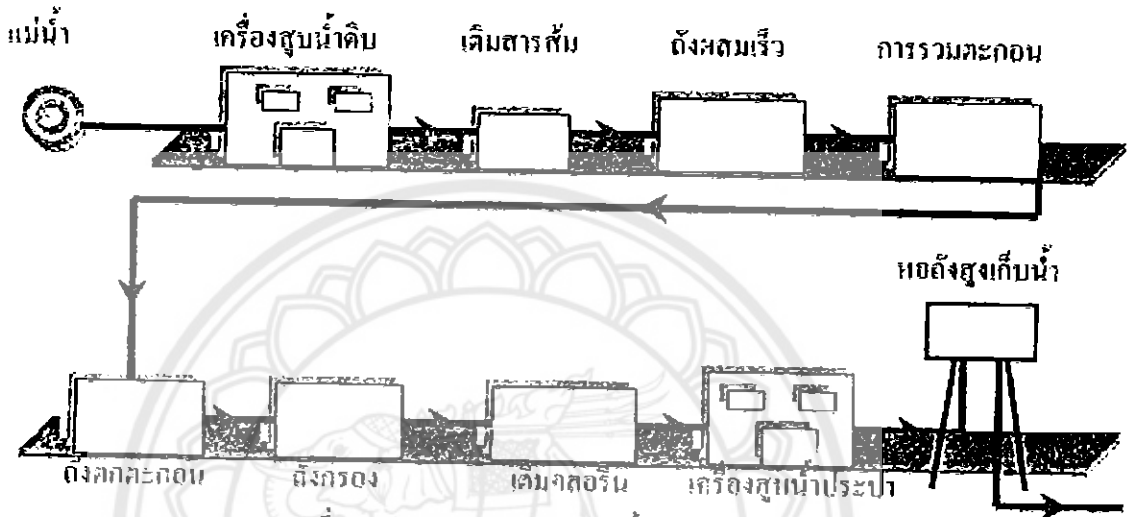 แม่น้ำ
เครื่องสูบน้ำดิบ
เติมสารส้ม
ถังผสมเร็ว
การรวมตะกอน
หอถังสูงเก็บน้ำ
ถังตกตะกอน
ถังกรอง
เติมคลอรีน
เครื่องสูบน้ำประปา